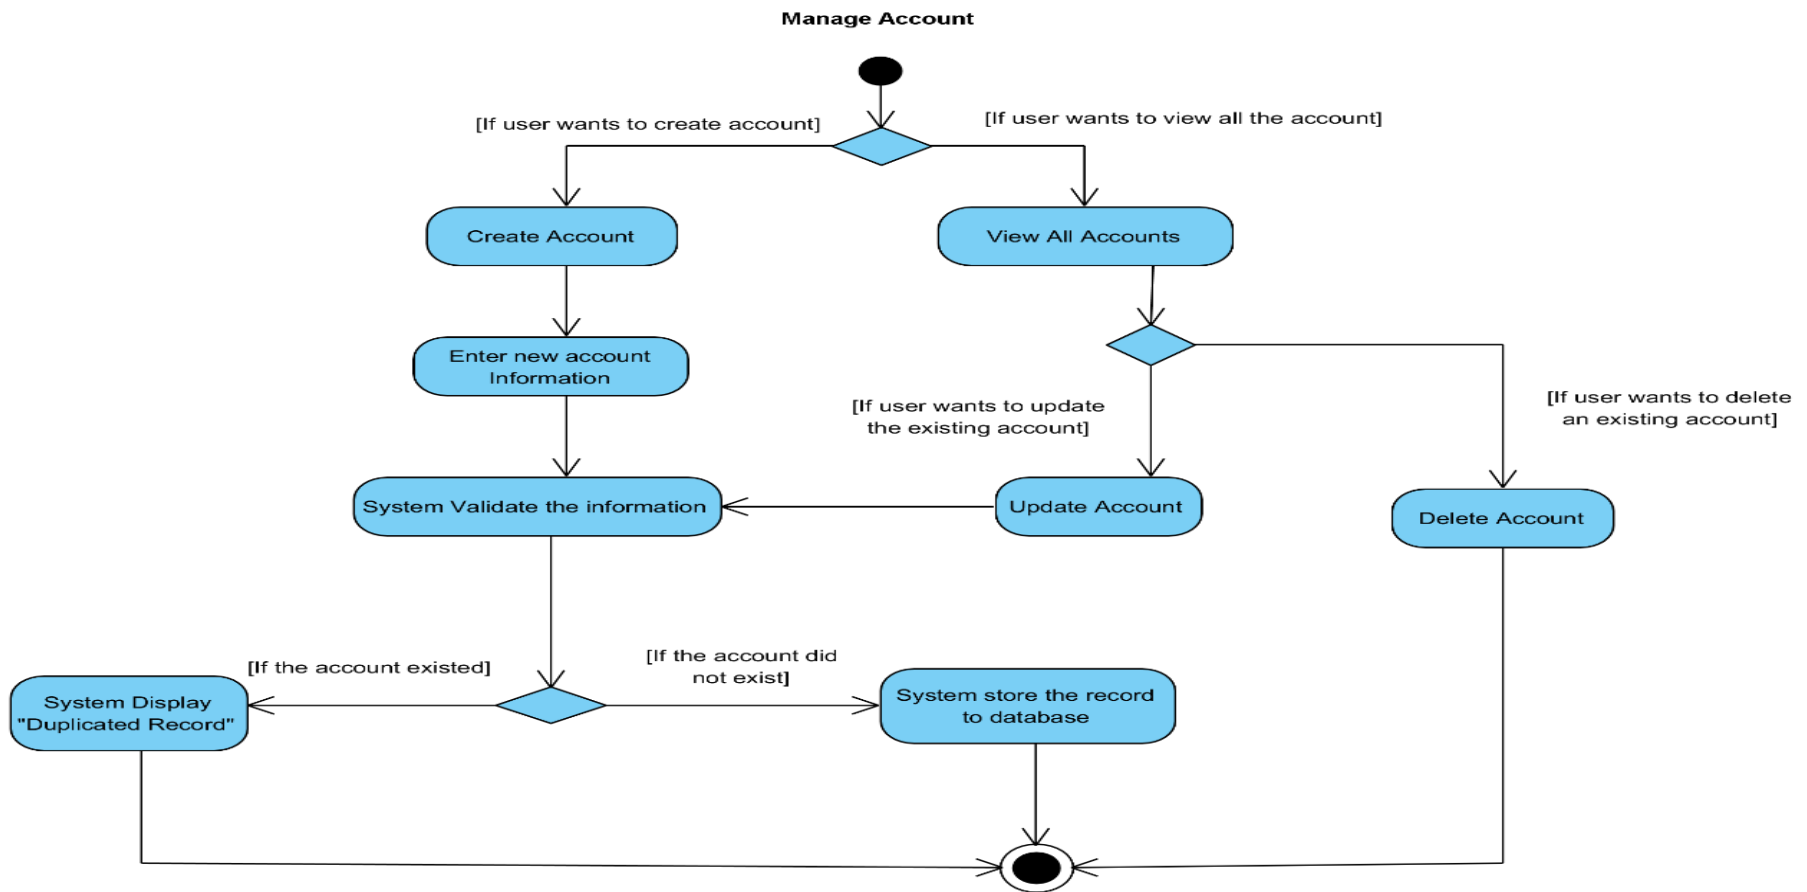 Manage Account
[If user wants to create account]
[If user wants to view all the account]
Create Account
View All Accounts
Enter new account
Information
[If user wants to update
the existing account]
[If user wants to delete
an existing account]
System Validate the information
Update Account
Delete Account
[If the account existed]
[If the account did
not exist]
System Display
"Duplicated Record"
System store the record
to database